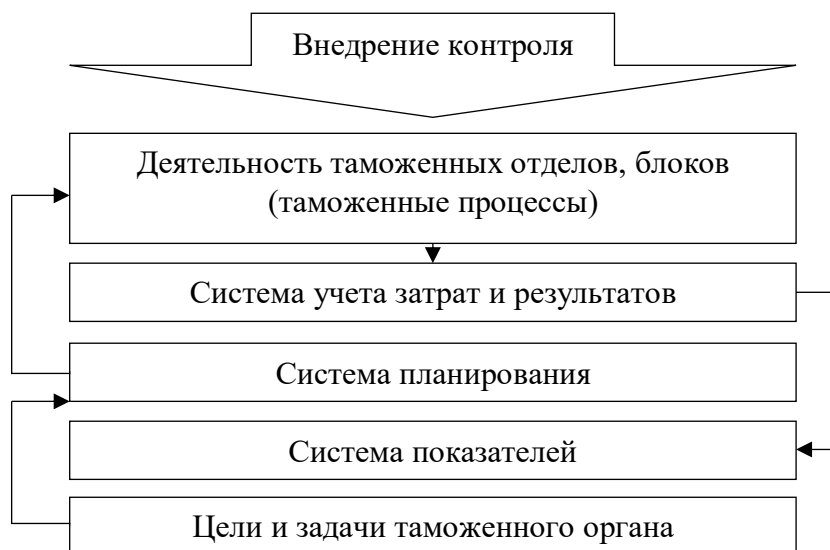 Внедрение контроля
Деятельность таможенных отделов, блоков
(таможенные процессы)
Система учета затрат и результатов
Система планирования
Система показателей
Цели и задачи таможенного органа